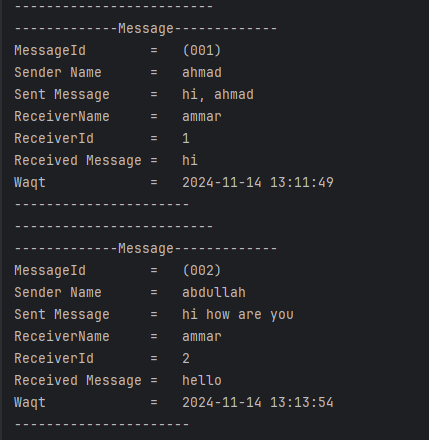 -------------------------
-------------Message-------------
MessageId        =   (001)
Sender Name      =   ahmad
Sent Message     =   hi, ahmad
ReceiverName     =   ammar
ReceiverId       =   1
Received Message =   hi
Waqt             =   2024-11-14 13:11:49
----------------------
-------------------------
-------------Message-------------
MessageId        =   (002)
Sender Name      =   abdullah
Sent Message     =   hi how are you
ReceiverName     =   ammar
ReceiverId       =   2
Received Message =   hello
Waqt             =   2024-11-14 13:13:54
----------------------